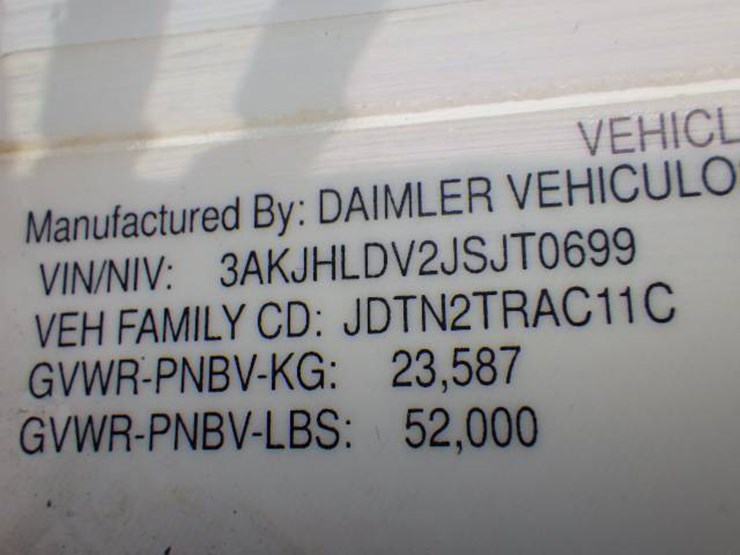 VEHICL
Manufactured By: DAIMLER VEHICULO
VIN/NIV: 3AKJHLDV2JSJT0699
VEH FAMILY CD: JDTN2TRAC11C
GVWR-PNBV-KG: 23,587
GVWR-PNBV-LBS: 52,000